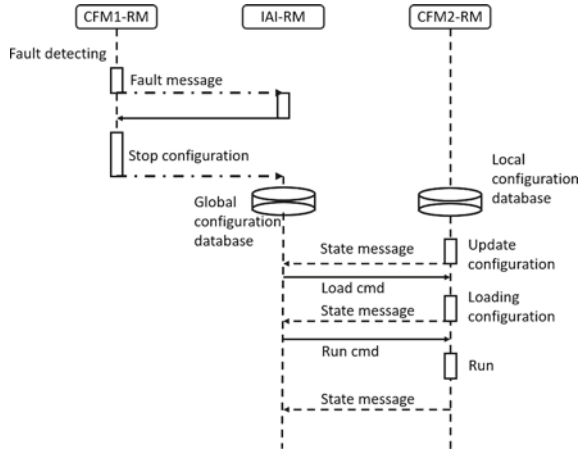 CFM1-RM
IAI-RM
CFM2-RM
Fault detecting
Fault message
Stop configuration
Global
configuration
database
Local
configuration
database
State message
Update
configuration
Load cmd
State message
Loading
configuration
Run cmd
Run
State message